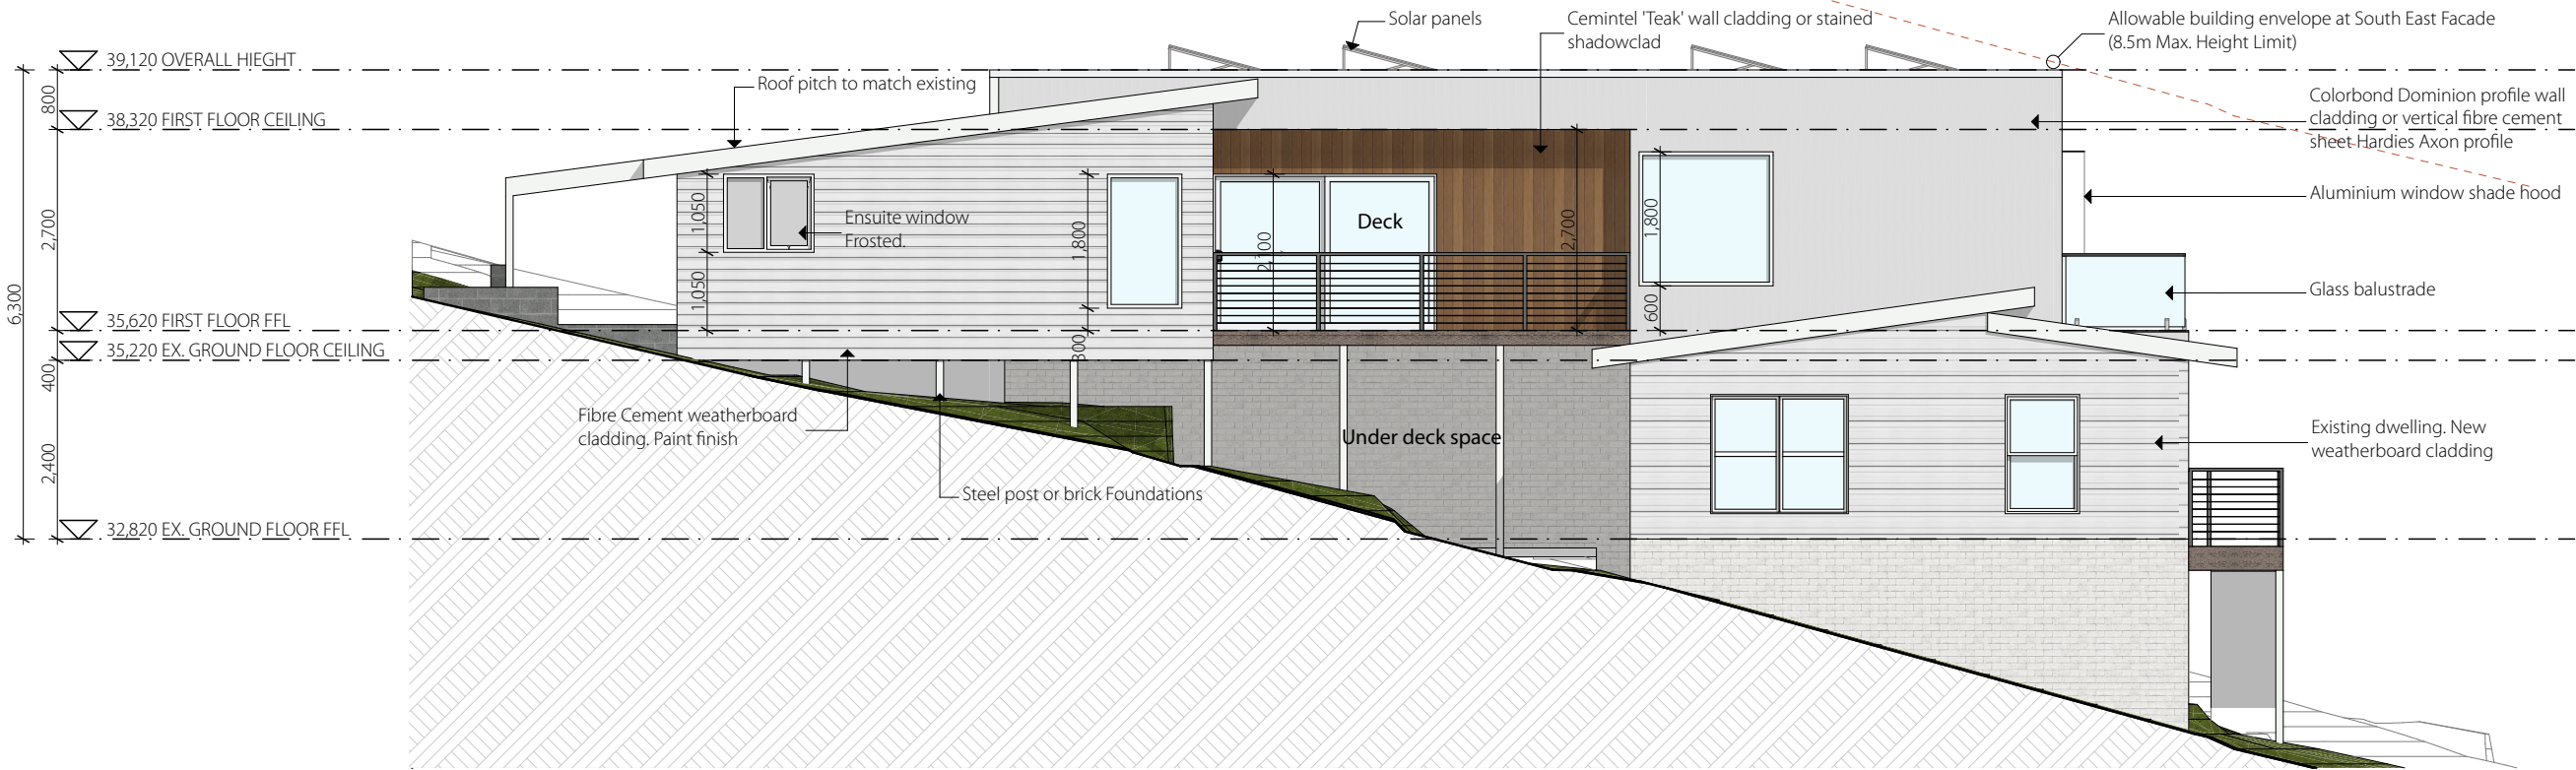 Solar panels
Cemintel 'Teak' wall cladding or stained
shadowclad
Allowable building envelope at South East Facade
(8.5m Max. Height Limit)
39,120 OVERALL HIEGHT
Roof pitch to match existing
800
38,320 FIRST FLOOR CEILING
Colorbond Dominion profile wall
cladding or vertical fibre cement
sheet Hardies Axon profile
Aluminium window shade hood
2,700
1,050
Ensuite window
Frosted.
1,800
Deck
2,700
1,800
1,050
600
300
Glass balustrade
6,300
35,620 FIRST FLOOR FFL
35,220 EX. GROUND FLOOR CEILING
400
Fibre Cement weatherboard
cladding. Paint finish
Under deck space
Existing dwelling. New
weatherboard cladding
2,400
Steel post or brick Foundations
32,820 EX. GROUND FLOOR FFL